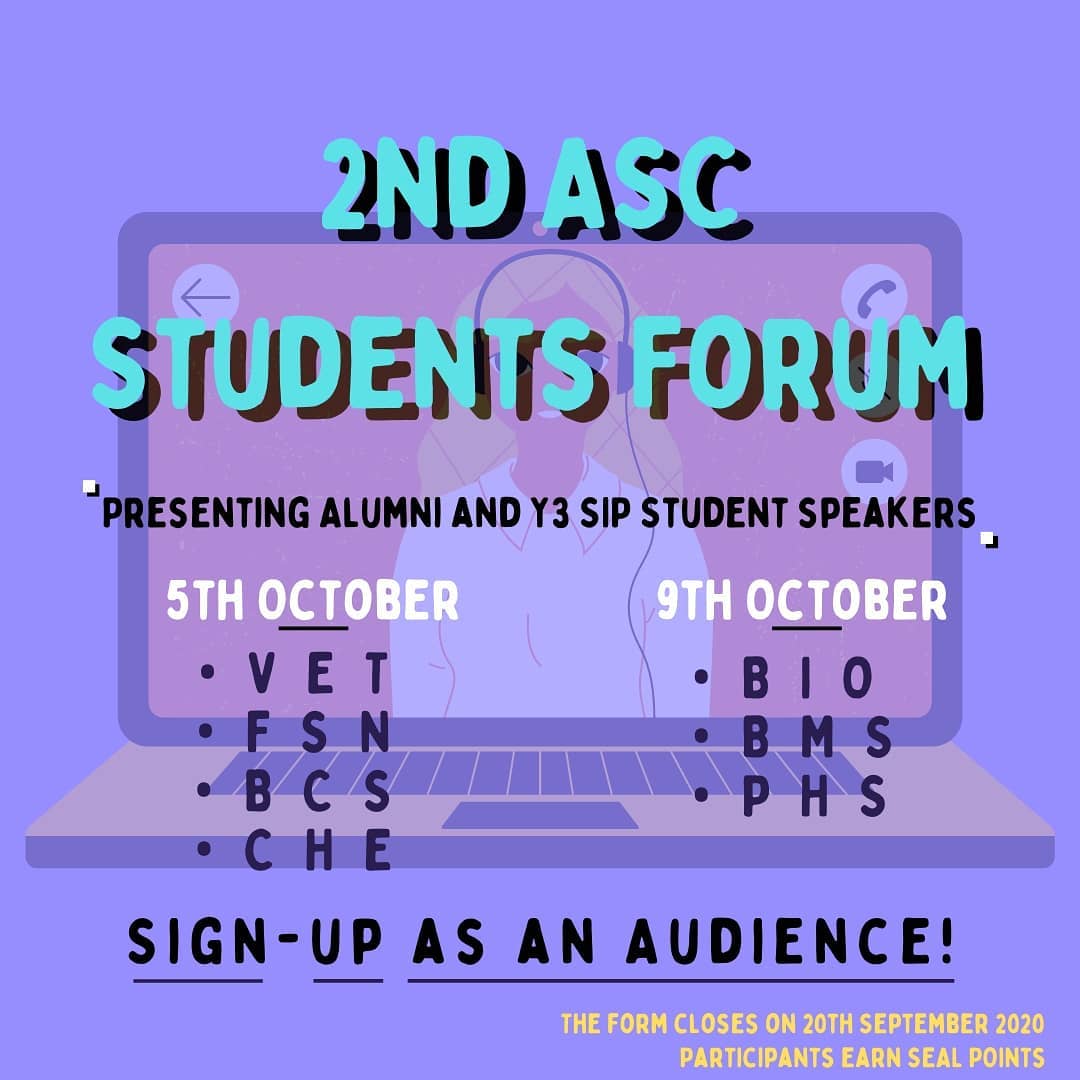 2ND ASC
STUDENTS FORUM
PRESENTING ALUMNI AND Y3 SIP STUDENT SPEAKERS
5TH OCTOBER
• VET
• FSN
• BCS
• CHE
9TH OCTOBER
• BIO
• BMS
• PHS
SIGN-UP AS AN AUDIENCE!
THE FORM CLOSES ON 20TH SEPTEMBER 2020
PARTICIPANTS EARN SEAL POINTS